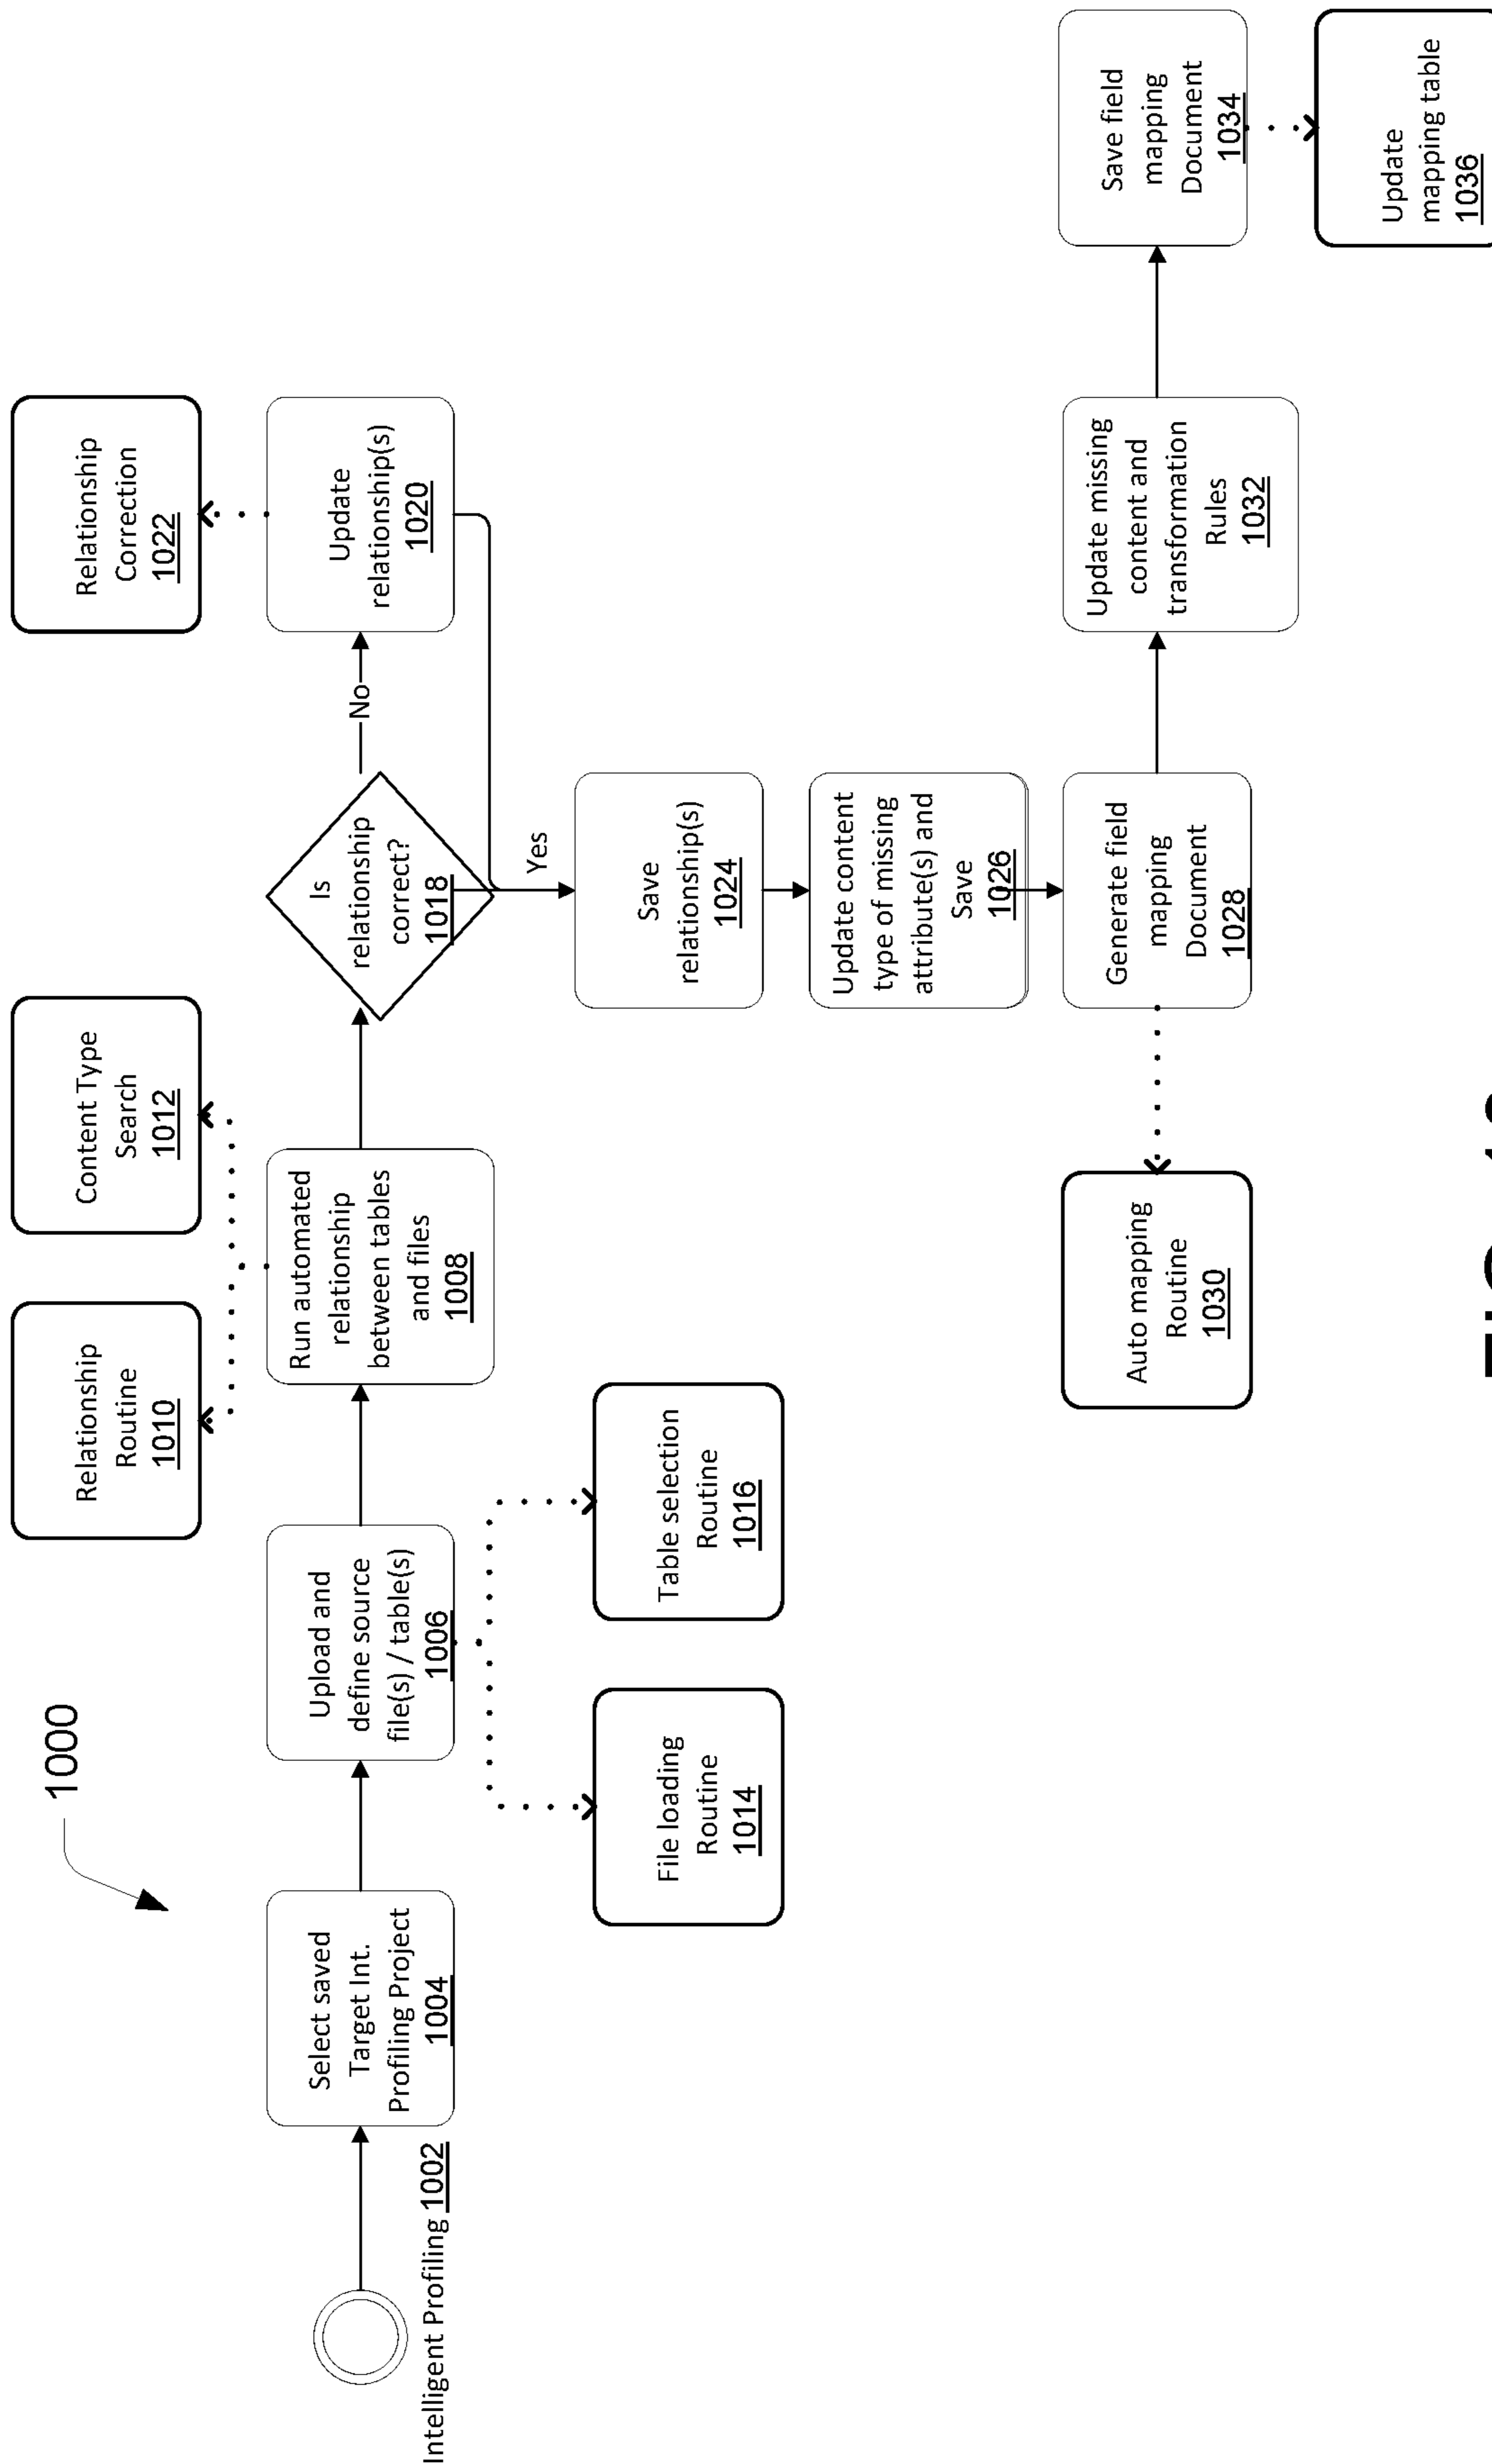 1000
Relationship
Routine
1010
Content Type
Search
1012
Relationship
Correction
1022
Intelligent Profiling 1002
Select saved
Target Int.
Profiling Project
1004
Upload and
define source
file(s) / table(s)
1006
Run automated
relationship
between tables
and files
1008
Is
relationship
correct?
1018
No
Update
relationship(s)
1020
Yes
File loading
Routine
1014
Table selection
Routine
1016
Save
relationship(s)
1024
Update content
type of missing
attribute(s) and
Save
1026
Auto mapping
Routine
1030
Generate field
mapping
Document
1028
Update missing
content and
transformation
Rules
1032
Save field
mapping
Document
1034
Update
mapping table
1036